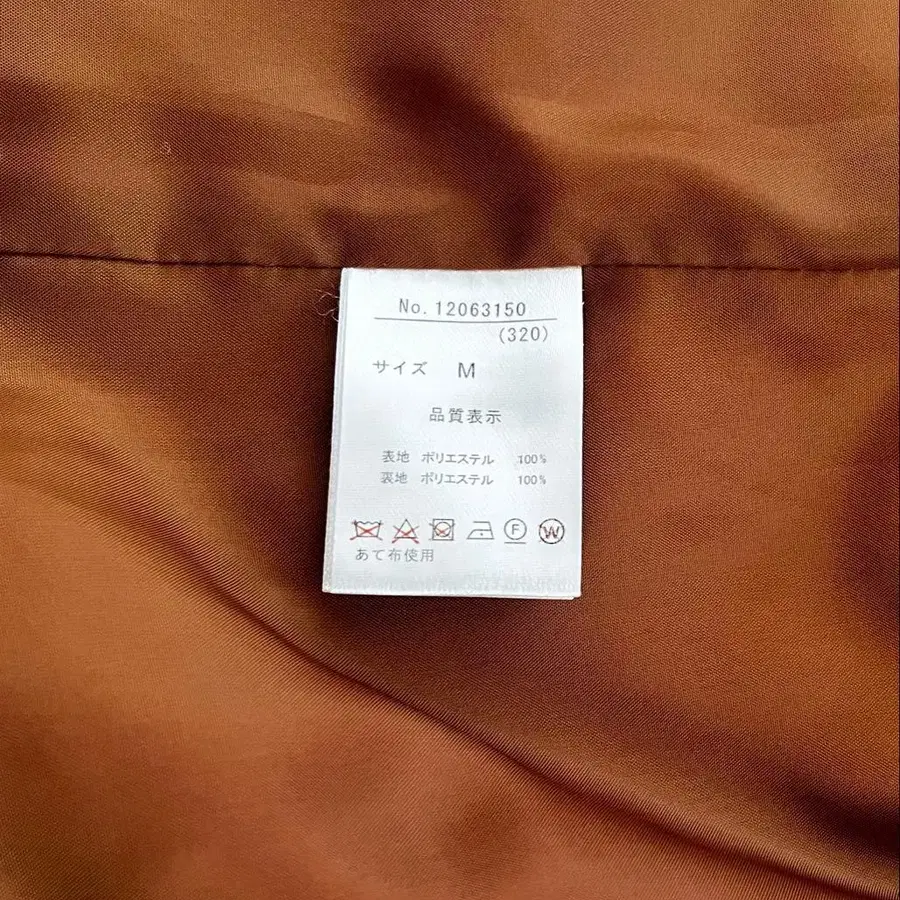 No.12063150
(320)
サイズ M
品質表示
表地 ポリエステル 100%
裏地 ポリエステル 100%
F W
あて布使用